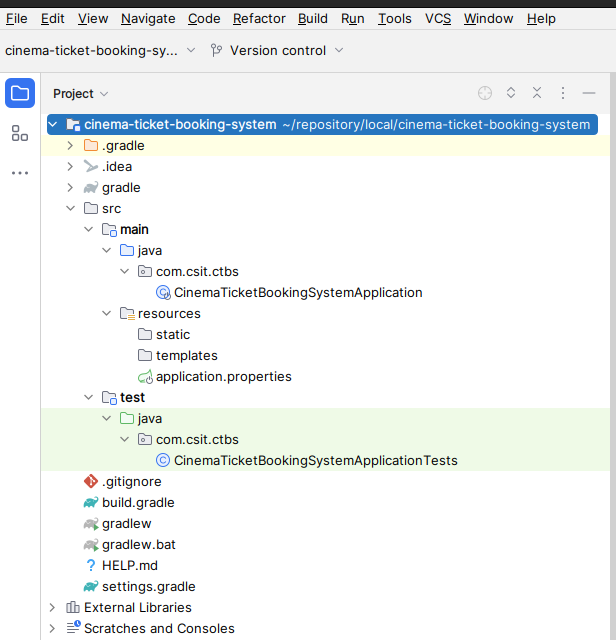 File Edit View Navigate Code Refactor Build Run Tools VCS Window Help
cinema-ticket-booking-sy... Version control
Project
cinema-ticket-booking-system ~/repository/local/cinema-ticket-booking-system
.gradle
.idea
gradle
src
main
java
com.csit.ctbs
CinemaTicketBookingSystemApplication
resources
static
templates
application.properties
test
java
com.csit.ctbs
CinemaTicketBookingSystemApplicationTests
.gitignore
build.gradle
gradlew
gradlew.bat
HELP.md
settings.gradle
External Libraries
Scratches and Consoles